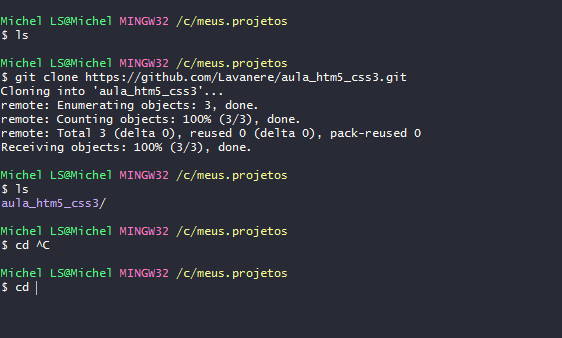 Michel LS@Michel MINGW32 /c/meus.projetos
$ ls
Michel LS@Michel MINGW32 /c/meus.projetos
$ git clone https://github.com/Lavanere/aula_htm5_css3.git
Cloning into 'aula_htm5_css3'...
remote: Enumerating objects: 3, done.
remote: Counting objects: 100% (3/3), done.
remote: Total 3 (delta 0), reused 0 (delta 0), pack-reused 0
Receiving objects: 100% (3/3), done.
Michel LS@Michel MINGW32 /c/meus.projetos
$ ls
aula_htm5_css3/
Michel LS@Michel MINGW32 /c/meus.projetos
$ cd ^C
Michel LS@Michel MINGW32 /c/meus.projetos
$ cd